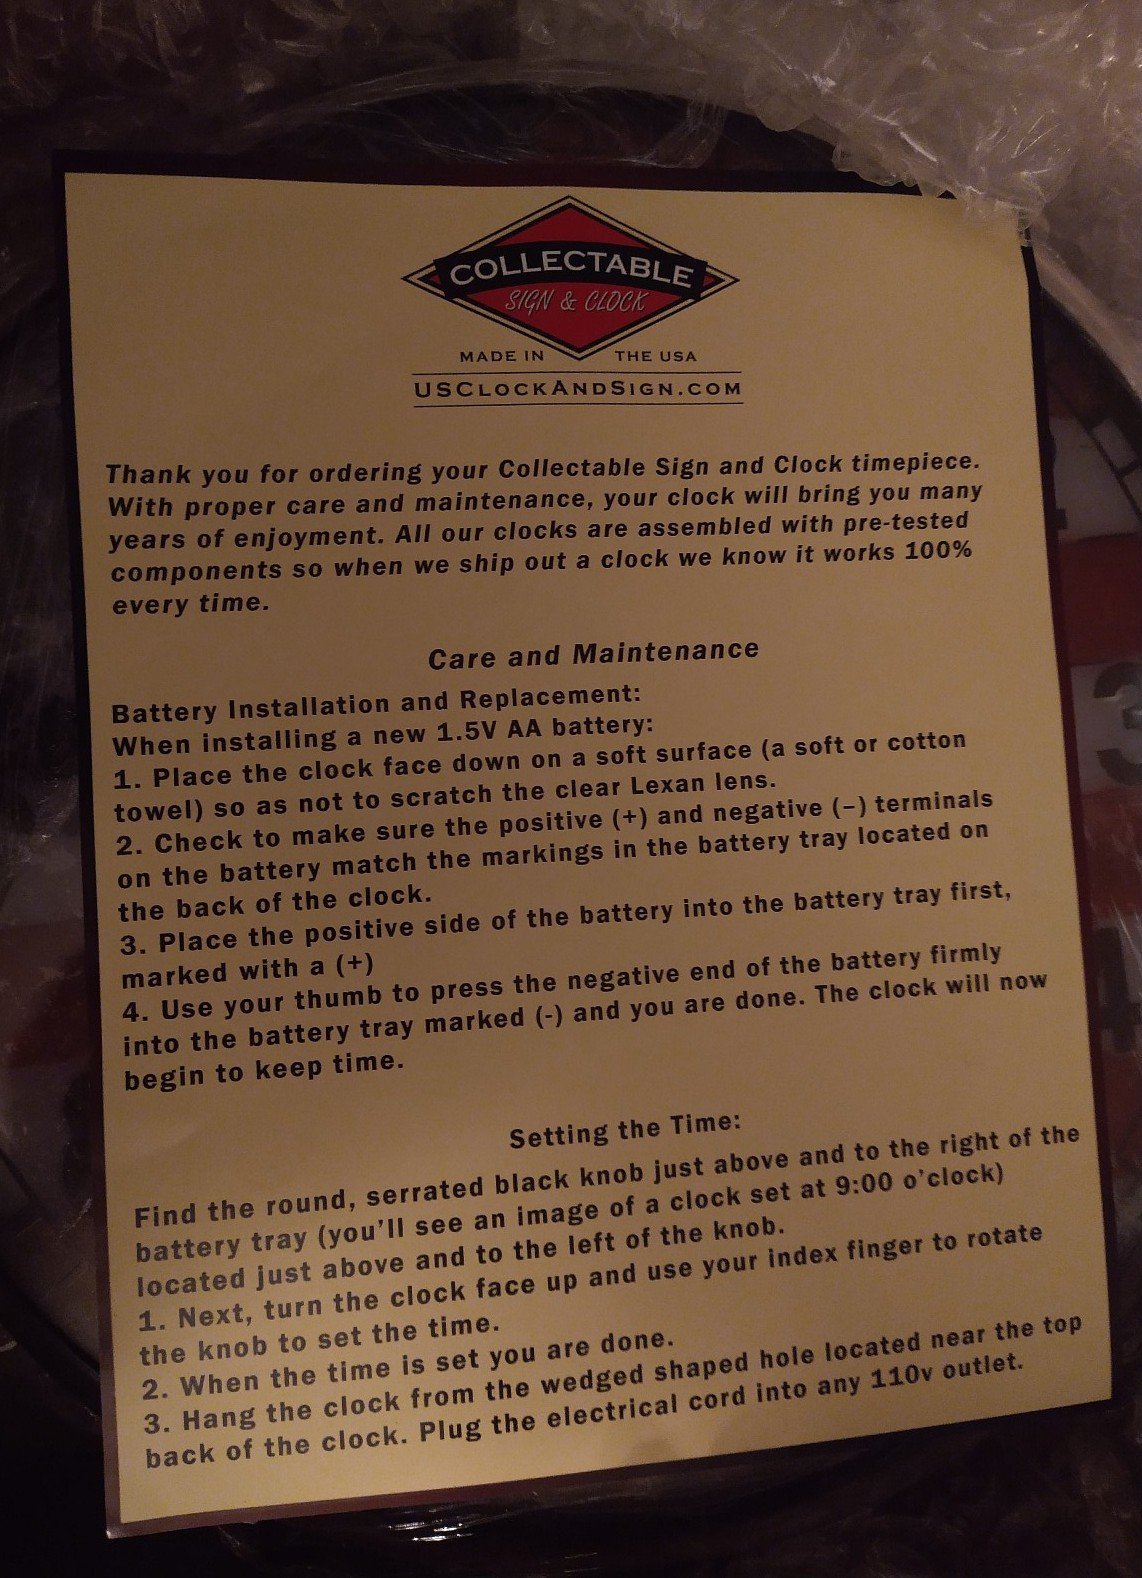 COLLECTABLE
SIGN & CLOCK
MADE IN THE USA
USCLOCKANDSIGN.COM
Thank you for ordering your Collectable Sign and Clock timepiece.
With proper care and maintenance, your clock will bring you many
years of enjoyment. All our clocks are assembled with pre-tested
components so when we ship out a clock we know it works 100%
every time.
Care and Maintenance
Battery Installation and Replacement:
When installing a new 1.5V AA battery:
1. Place the clock face down on a soft surface (a soft or cotton
towel) so as not to scratch the clear Lexan lens.
2. Check to make sure the positive (+) and negative (–) terminals
on the battery match the markings in the battery tray located on
the back of the clock.
3. Place the positive side of the battery into the battery tray first,
marked with a (+)
4. Use your thumb to press the negative end of the battery firmly
into the battery tray marked (-) and you are done. The clock will now
begin to keep time.
Setting the Time:
Find the round, serrated black knob just above and to the right of the
battery tray (you'll see an image of a clock set at 9:00 o'clock)
located just above and to the left of the knob.
1. Next, turn the clock face up and use your index finger to rotate
the knob to set the time.
2. When the time is set you are done.
3. Hang the clock from the wedged shaped hole located near the top
back of the clock. Plug the electrical cord into any 110v outlet.
3